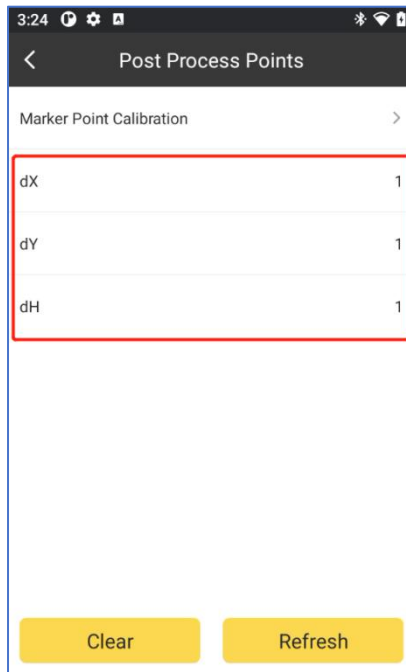 3:24
Post Process Points
Marker Point Calibration
dX 1
dY 1
dH 1
Clear Refresh